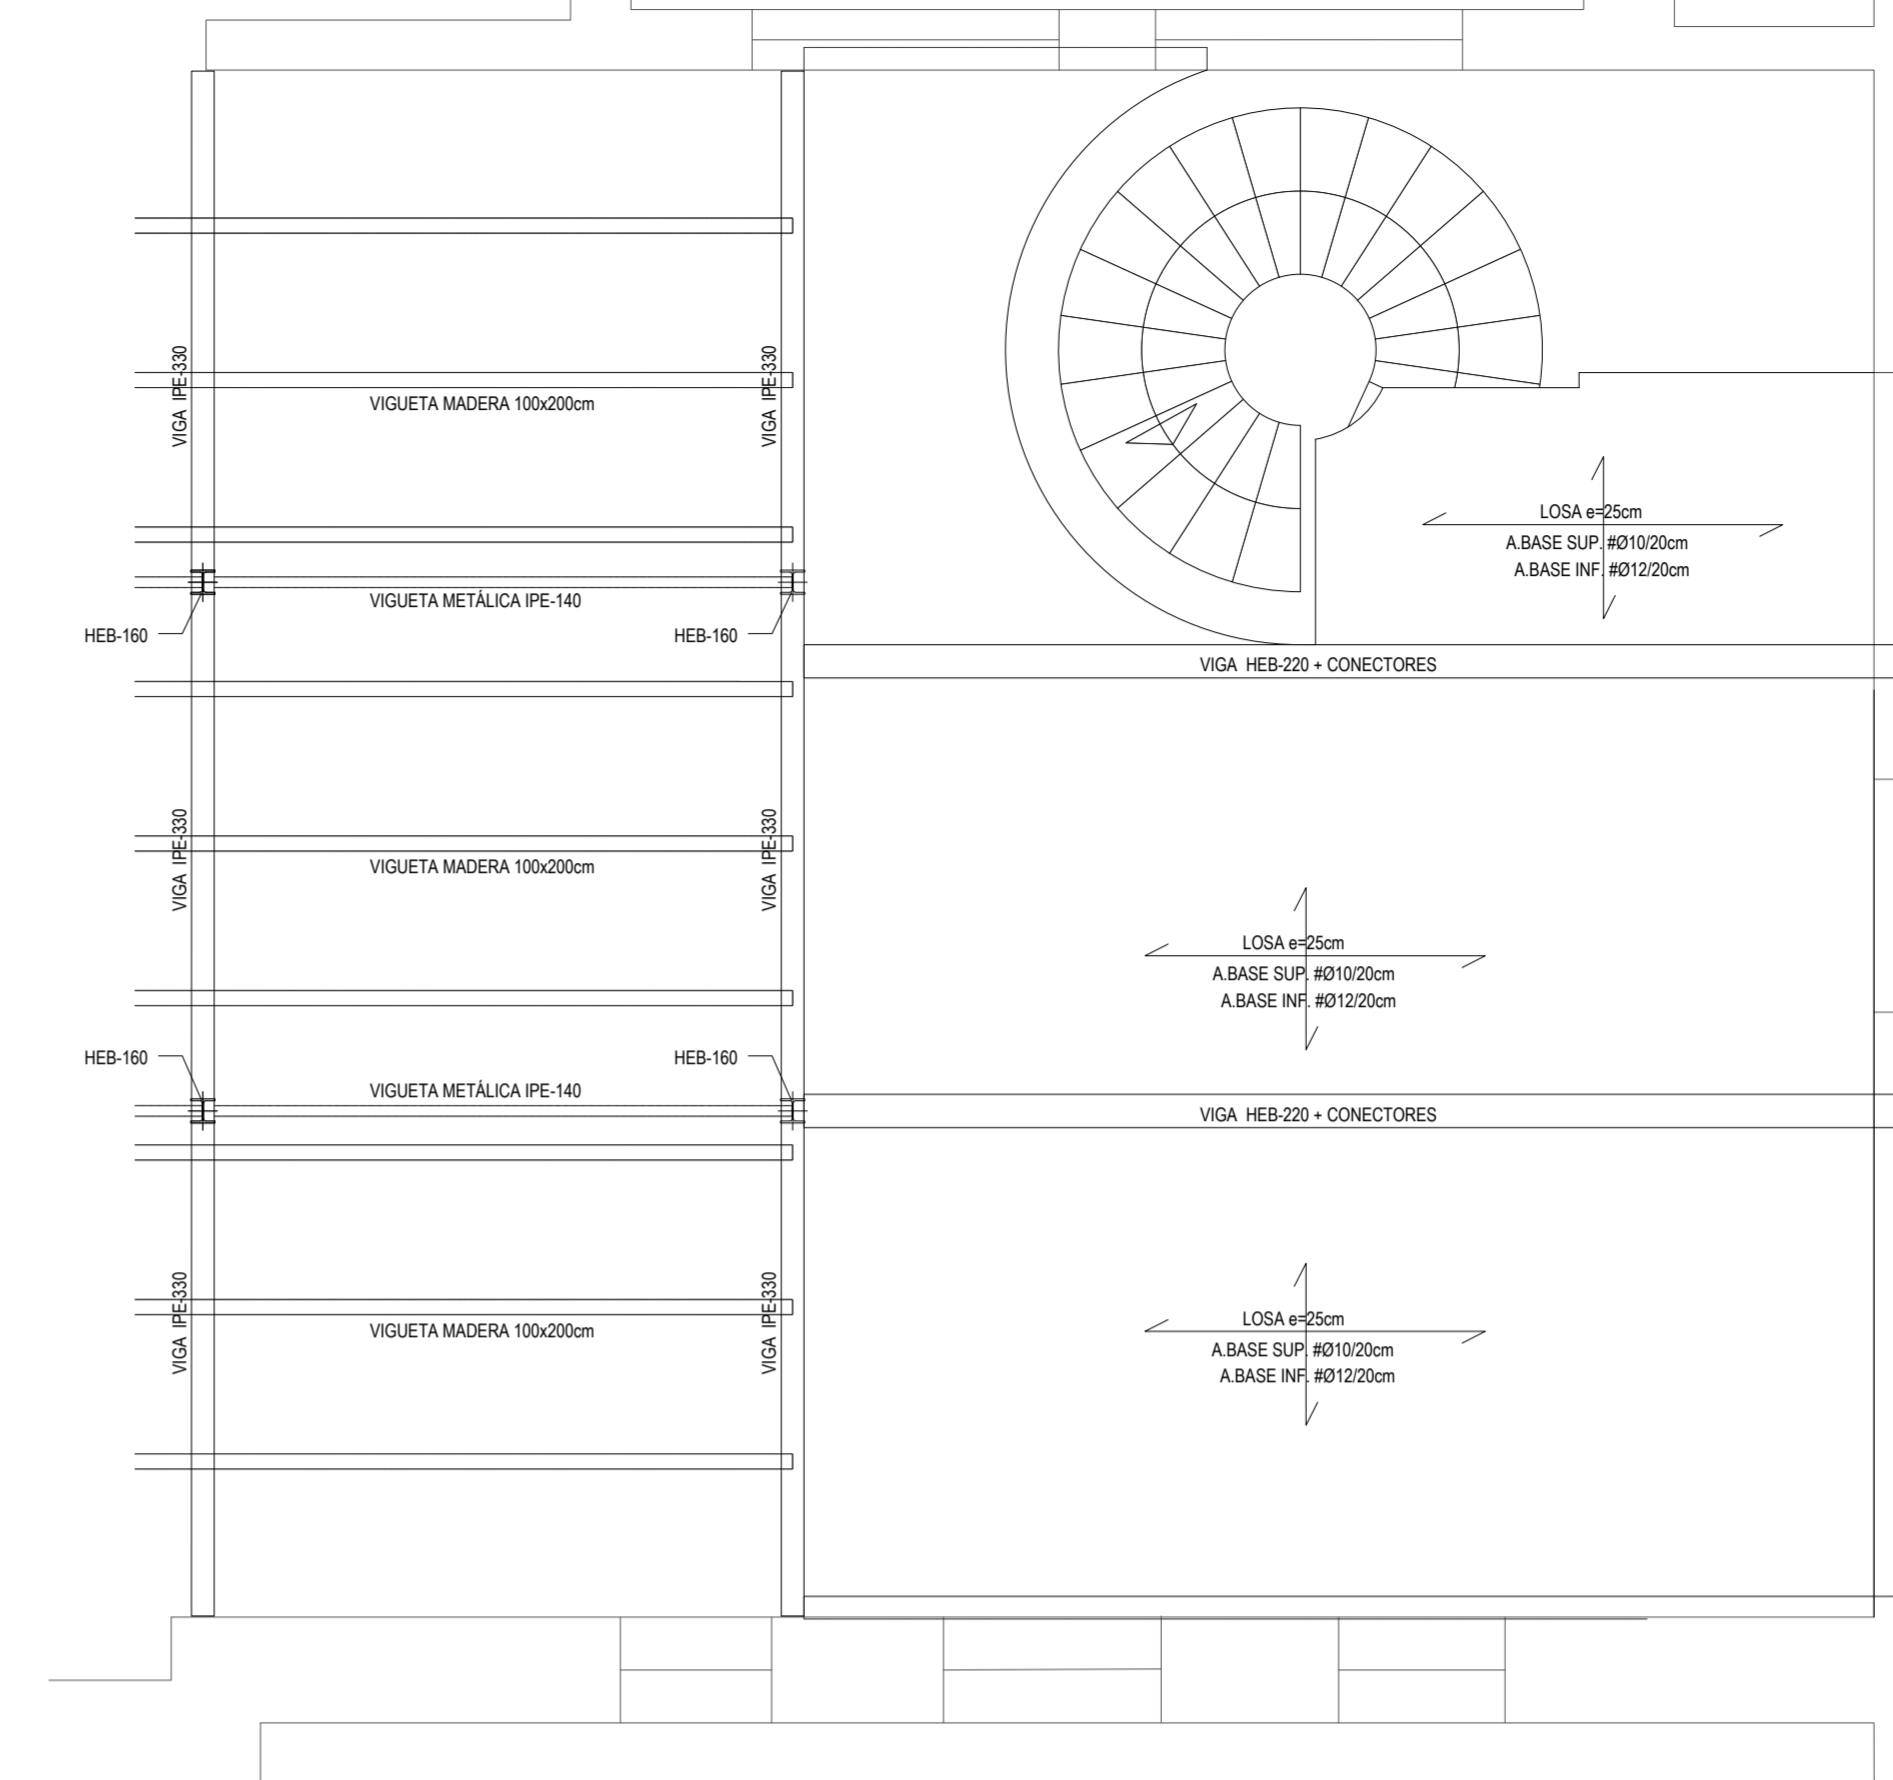 VIGA IPE-330
VIGA IPE-330
VIGUETA MADERA 100x200cm
LOSA e=25cm
A.BASE SUP. #Ø10/20cm
A.BASE INF. #Ø12/20cm
VIGUETA METÁLICA IPE-140
HEB-160
HEB-160
VIGA HEB-220 + CONECTORES
VIGA IPE-330
VIGA IPE-330
VIGUETA MADERA 100x200cm
LOSA e=25cm
A.BASE SUP. #Ø10/20cm
A.BASE INF. #Ø12/20cm
HEB-160
HEB-160
VIGUETA METÁLICA IPE-140
VIGA HEB-220 + CONECTORES
VIGA IPE-330
VIGA IPE-330
VIGUETA MADERA 100x200cm
LOSA e=25cm
A.BASE SUP. #Ø10/20cm
A.BASE INF. #Ø12/20cm